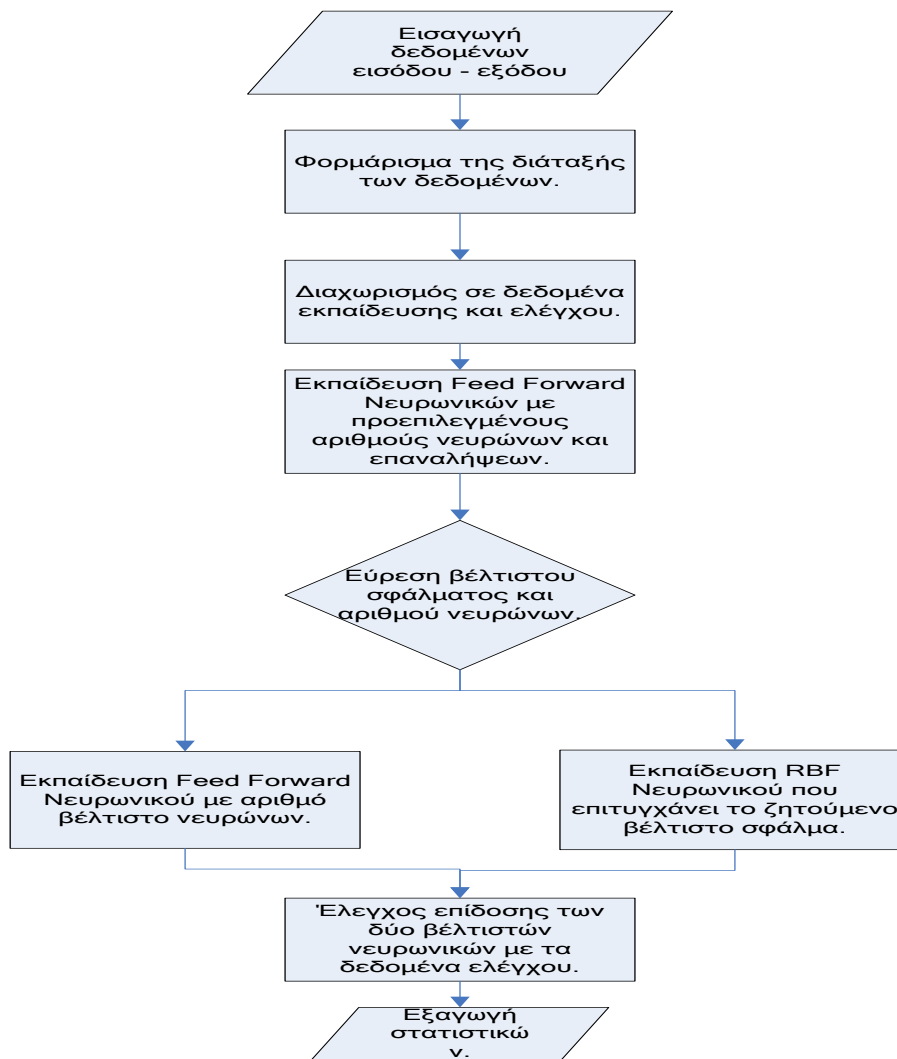 Εισαγωγή
δεδομένων
εισόδου - εξόδου
Φορμάρισμα της διάταξής
των δεδομένων.
Διαχωρισμός σε δεδομένα
εκπαίδευσης και ελέγχου.
Εκπαίδευση Feed Forward
Νευρωνικών με
προεπιλεγμένους
αριθμούς νευρώνων και
επαναλήψεων.
Εύρεση βέλτιστου
σφάλματος και
αριθμού νευρώνων.
Εκπαίδευση Feed Forward
Νευρωνικού με αριθμό
βέλτιστο νευρώνων.
Εκπαίδευση RBF
Νευρωνικού που
επιτυγχάνει το ζητούμενο
βέλτιστο σφάλμα.
Έλεγχος επίδοσης των
δύο βέλτιστών
νευρωνικών με τα
δεδομένα ελέγχου.
Εξαγωγή
στατιστικώ
ν.